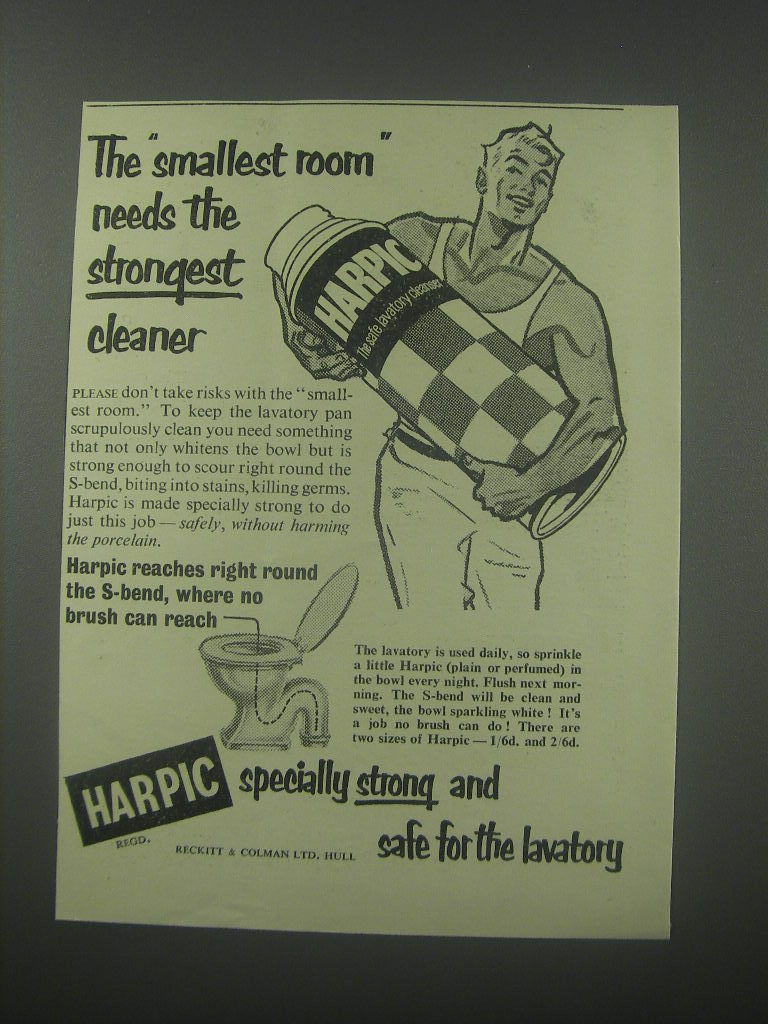 The "smallest room"
needs the
strongest
cleaner
HARPIC
"The safe lavatory cleanser"
PLEASE don't take risks with the "small-
est room." To keep the lavatory pan
scrupulously clean you need something
that not only whitens the bowl but is
strong enough to scour right round the
S-bend, biting into stains, killing germs.
Harpic is made specially strong to do
just this job — safely, without harming
the porcelain.
Harpic reaches right round
the S-bend, where no
brush can reach
The lavatory is used daily, so sprinkle
a little Harpic (plain or perfumed) in
the bowl every night. Flush next mor-
ning. The S-bend will be clean and
sweet, the bowl sparkling white! It's
a job no brush can do! There are
two sizes of Harpic — 1/6d. and 2/6d.
HARPIC
REGD.
specially strong and
safe for the lavatory
RECKITT & COLMAN LTD. HULL